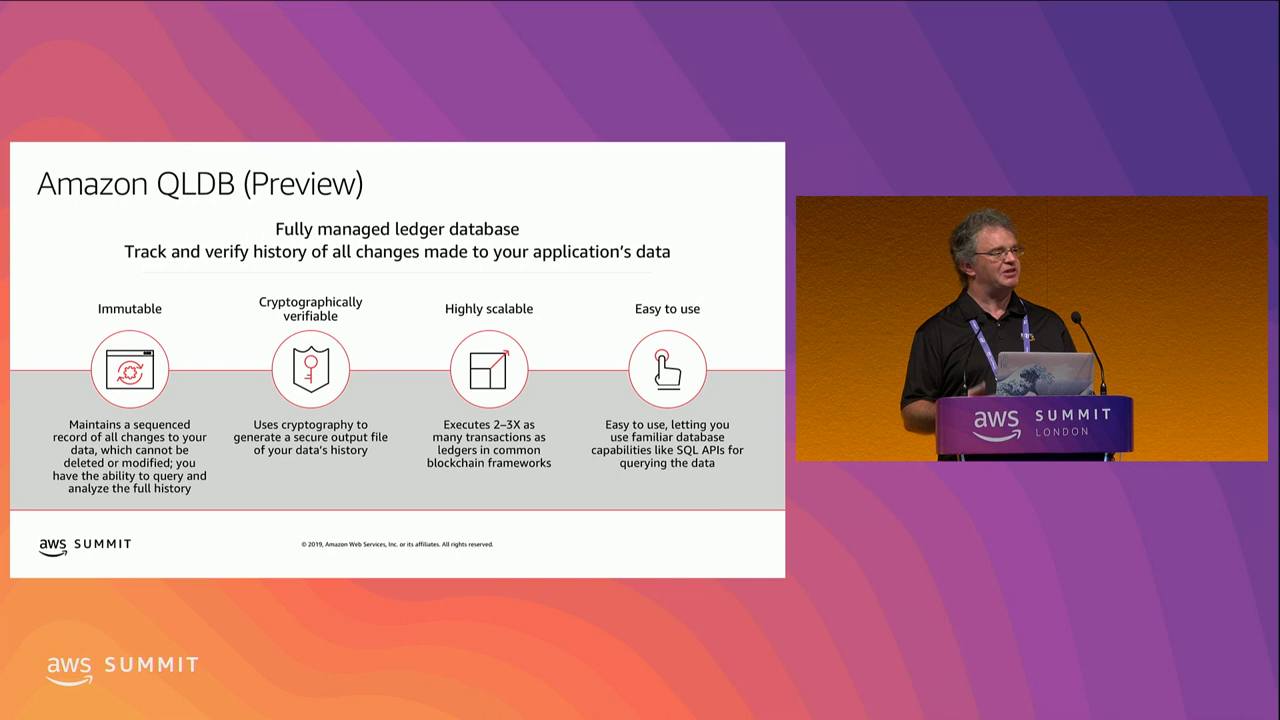 Amazon QLDB (Preview)
Fully managed ledger database
Track and verify history of all changes made to your application's data
Immutable
Maintains a sequenced
record of all changes to your
data, which cannot be
deleted or modified; you
have the ability to query and
analyze the full history
Cryptographically
verifiable
Uses cryptography to
generate a secure output file
of your data's history
Highly scalable
Executes 2–3X as
many transactions as
ledgers in common
blockchain frameworks
Easy to use
Easy to use, letting you
use familiar database
capabilities like SQL APIs for
querying the data
aws SUMMIT
© 2019, Amazon Web Services, Inc. or its affiliates. All rights reserved.
aws SUMMIT
LONDON
aws SUMMIT